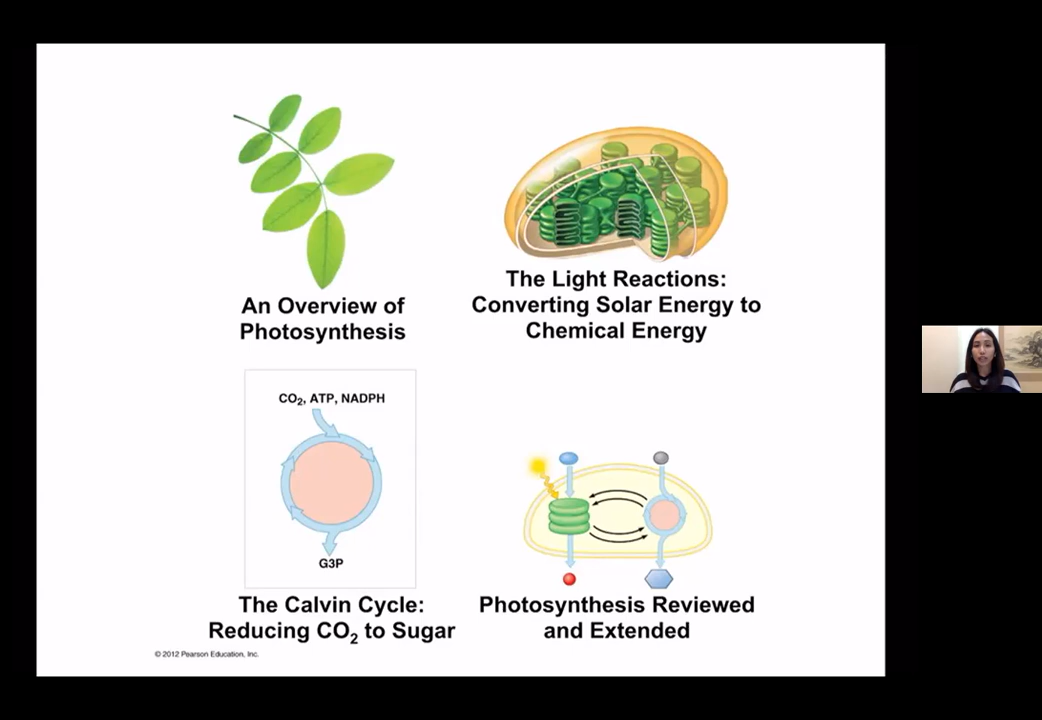 An Overview of
Photosynthesis
The Light Reactions:
Converting Solar Energy to
Chemical Energy
CO₂, ATP, NADPH
G3P
The Calvin Cycle:
Reducing CO₂ to Sugar
Photosynthesis Reviewed
and Extended
© 2012 Pearson Education, Inc.